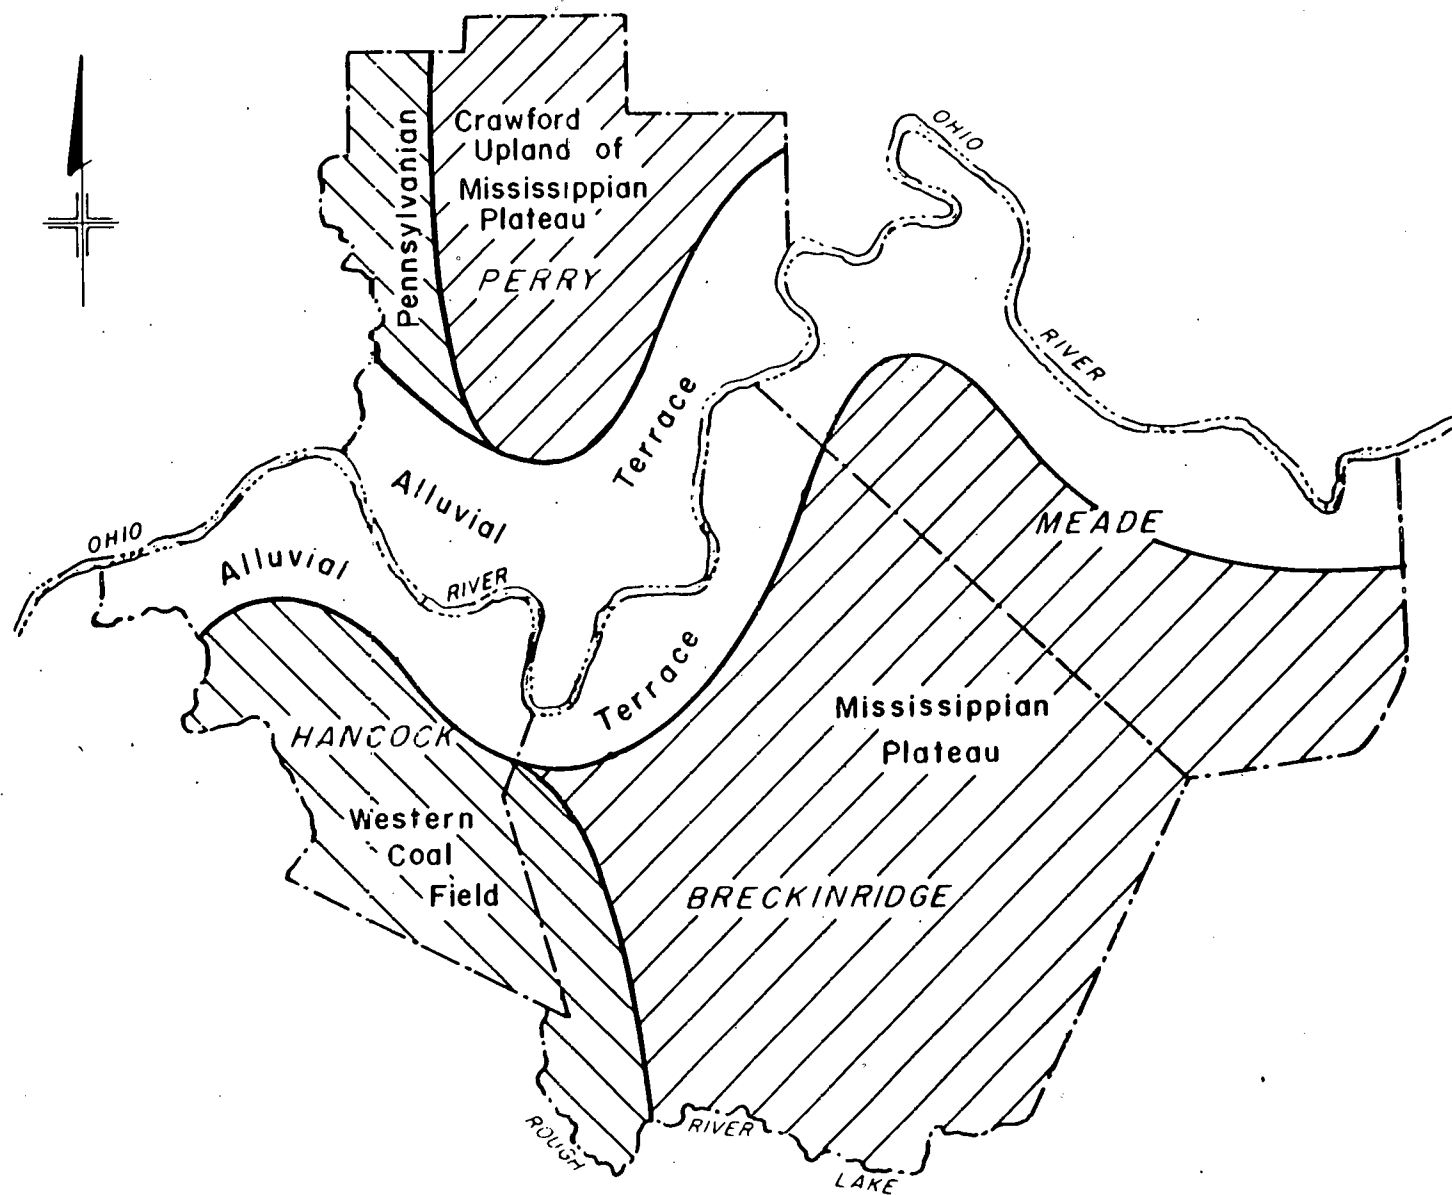 Pennsylvanian
Crawford
Upland of
Mississippian
Plateau
PERRY
OHIO
RIVER
Terrace
Alluvial
OHIO
RIVER
Alluvial
MEADE
Terrace
Mississippian
Plateau
HANCOCK
Western
Coal
Field
BRECKINRIDGE
ROUGH
RIVER
LAKE